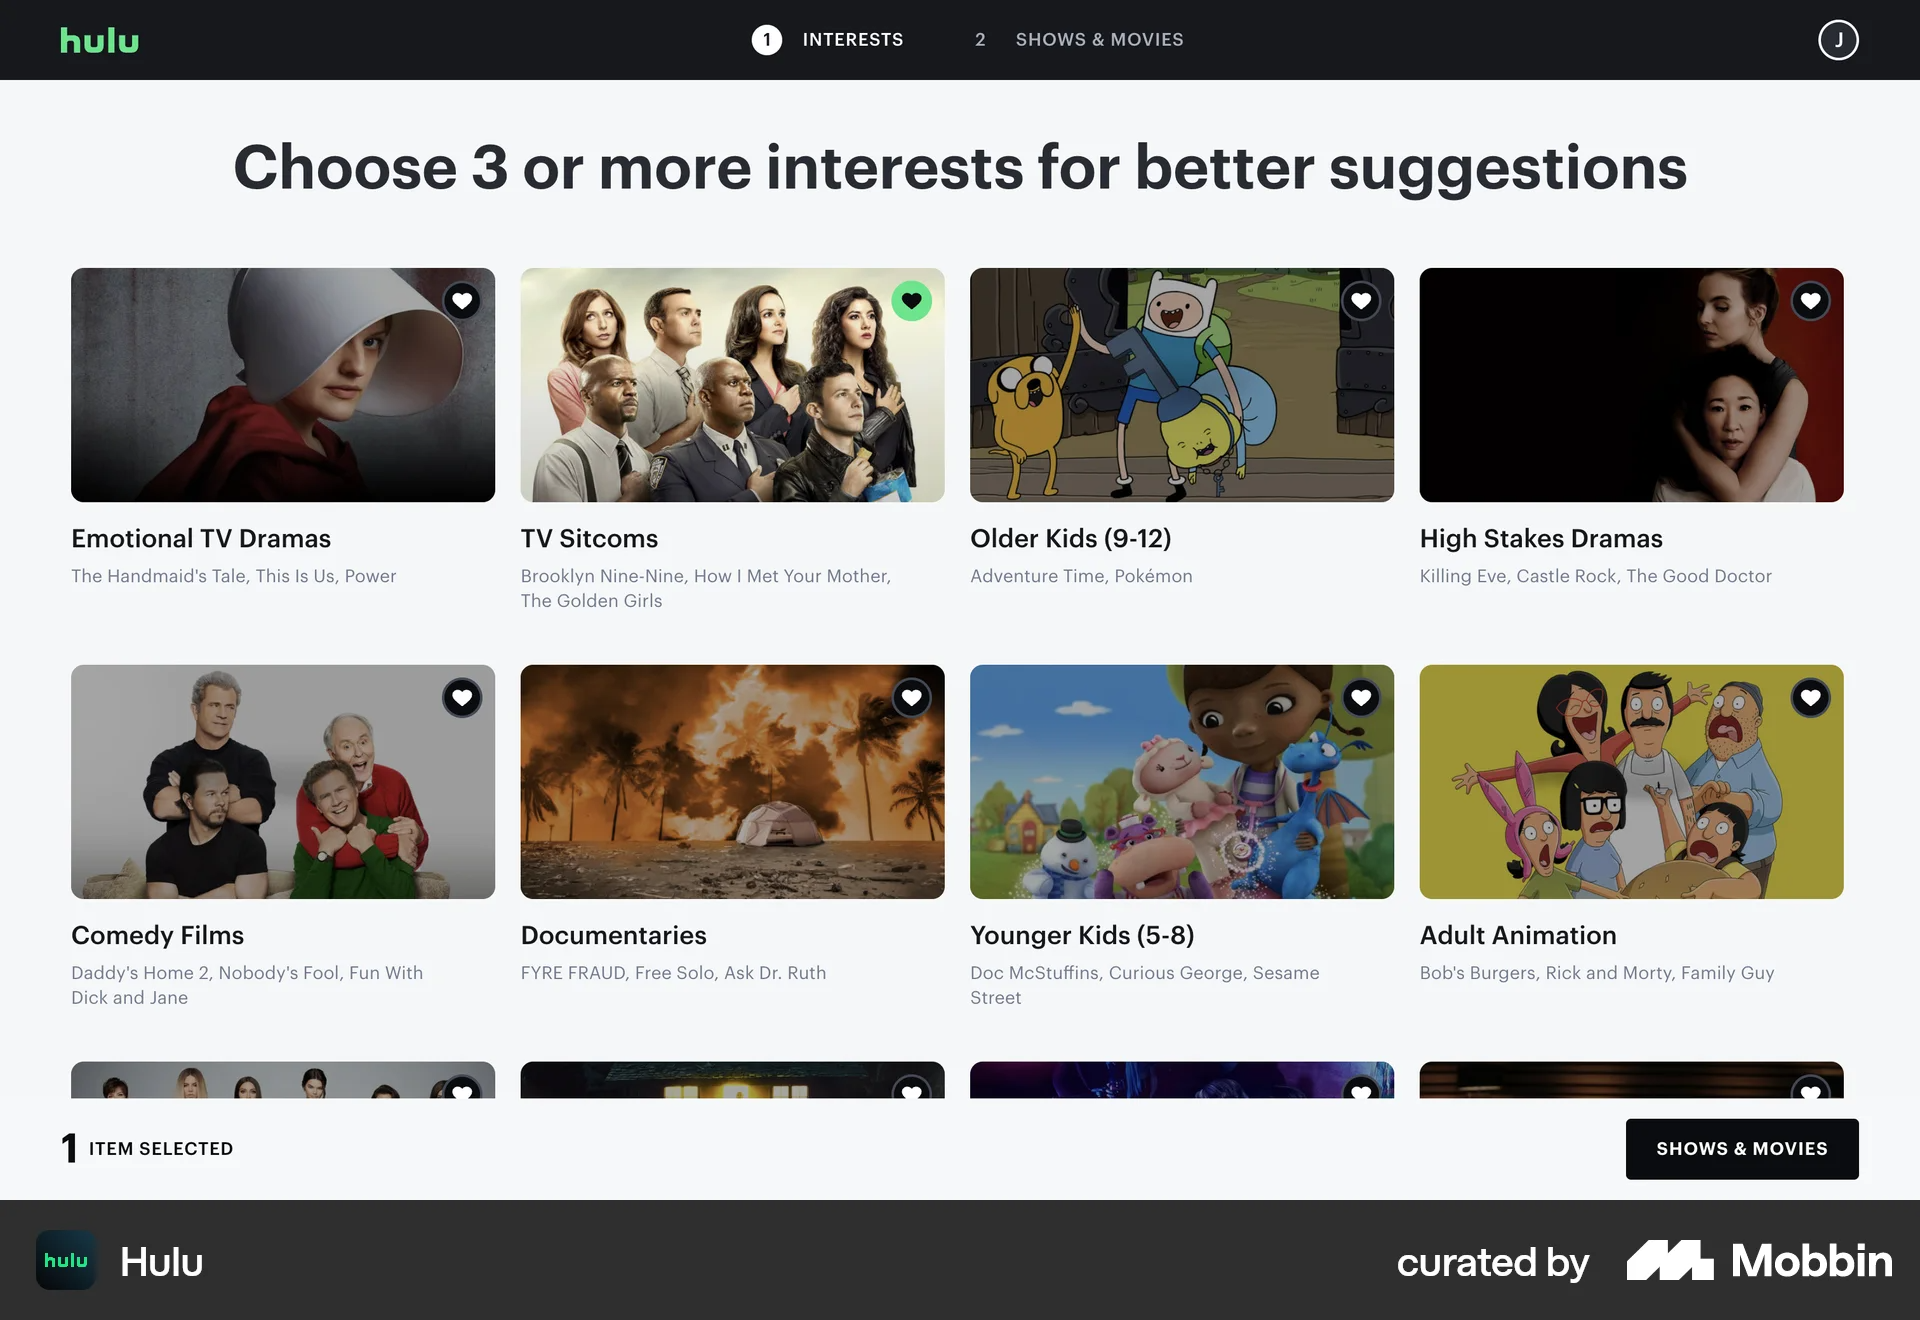 hulu
1 INTERESTS
2 SHOWS & MOVIES
J
Choose 3 or more interests for better suggestions
Emotional TV Dramas
The Handmaid's Tale, This Is Us, Power
TV Sitcoms
Brooklyn Nine-Nine, How I Met Your Mother,
The Golden Girls
Older Kids (9-12)
Adventure Time, Pokémon
High Stakes Dramas
Killing Eve, Castle Rock, The Good Doctor
Comedy Films
Daddy's Home 2, Nobody's Fool, Fun With
Dick and Jane
Documentaries
FYRE FRAUD, Free Solo, Ask Dr. Ruth
Younger Kids (5-8)
Doc McStuffins, Curious George, Sesame
Street
Adult Animation
Bob's Burgers, Rick and Morty, Family Guy
1 ITEM SELECTED
SHOWS & MOVIES
hulu
Hulu
curated by
Mobbin